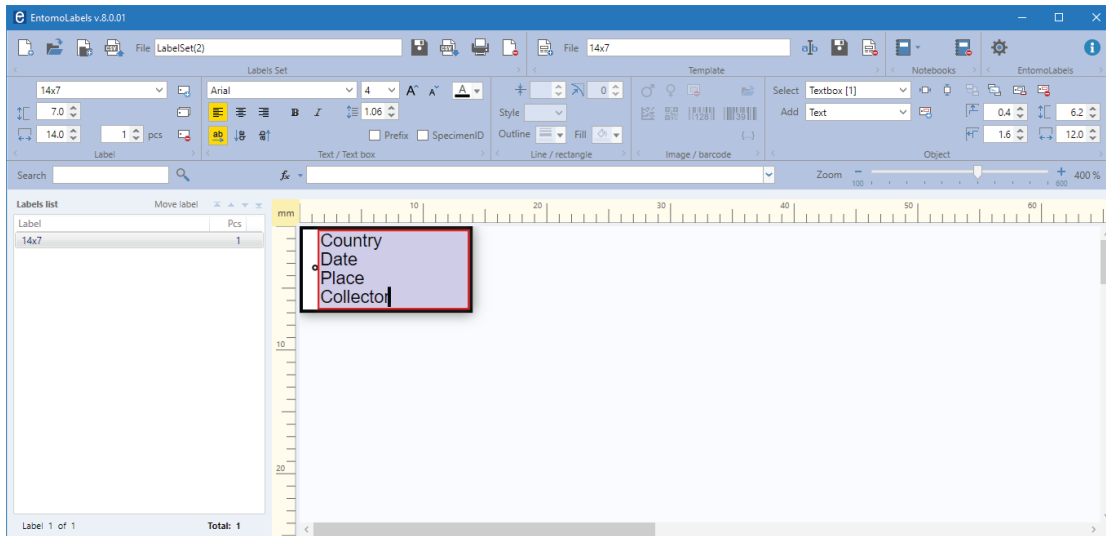 EntomoLabels v.8.0.01
File LabelSet(2)
File 14x7
Labels Set
Template
Notebooks
EntomoLabels
14x7
Arial
4
A
0
Select Textbox [1]
7.0
B I
1.06
Style
Add Text
0.4
6.2
14.0
1 pcs
ab
Prefix
SpecimenID
Outline
Fill
{...}
1.6
12.0
Label
Text / Text box
Line / rectangle
Image / barcode
Object
Search
fx
Zoom
100
600
400 %
Labels list
Move label
mm
10
20
30
40
50
60
Label
Pcs
14x7
1
Country
Date
Place
Collector
10
20
Label 1 of 1
Total: 1